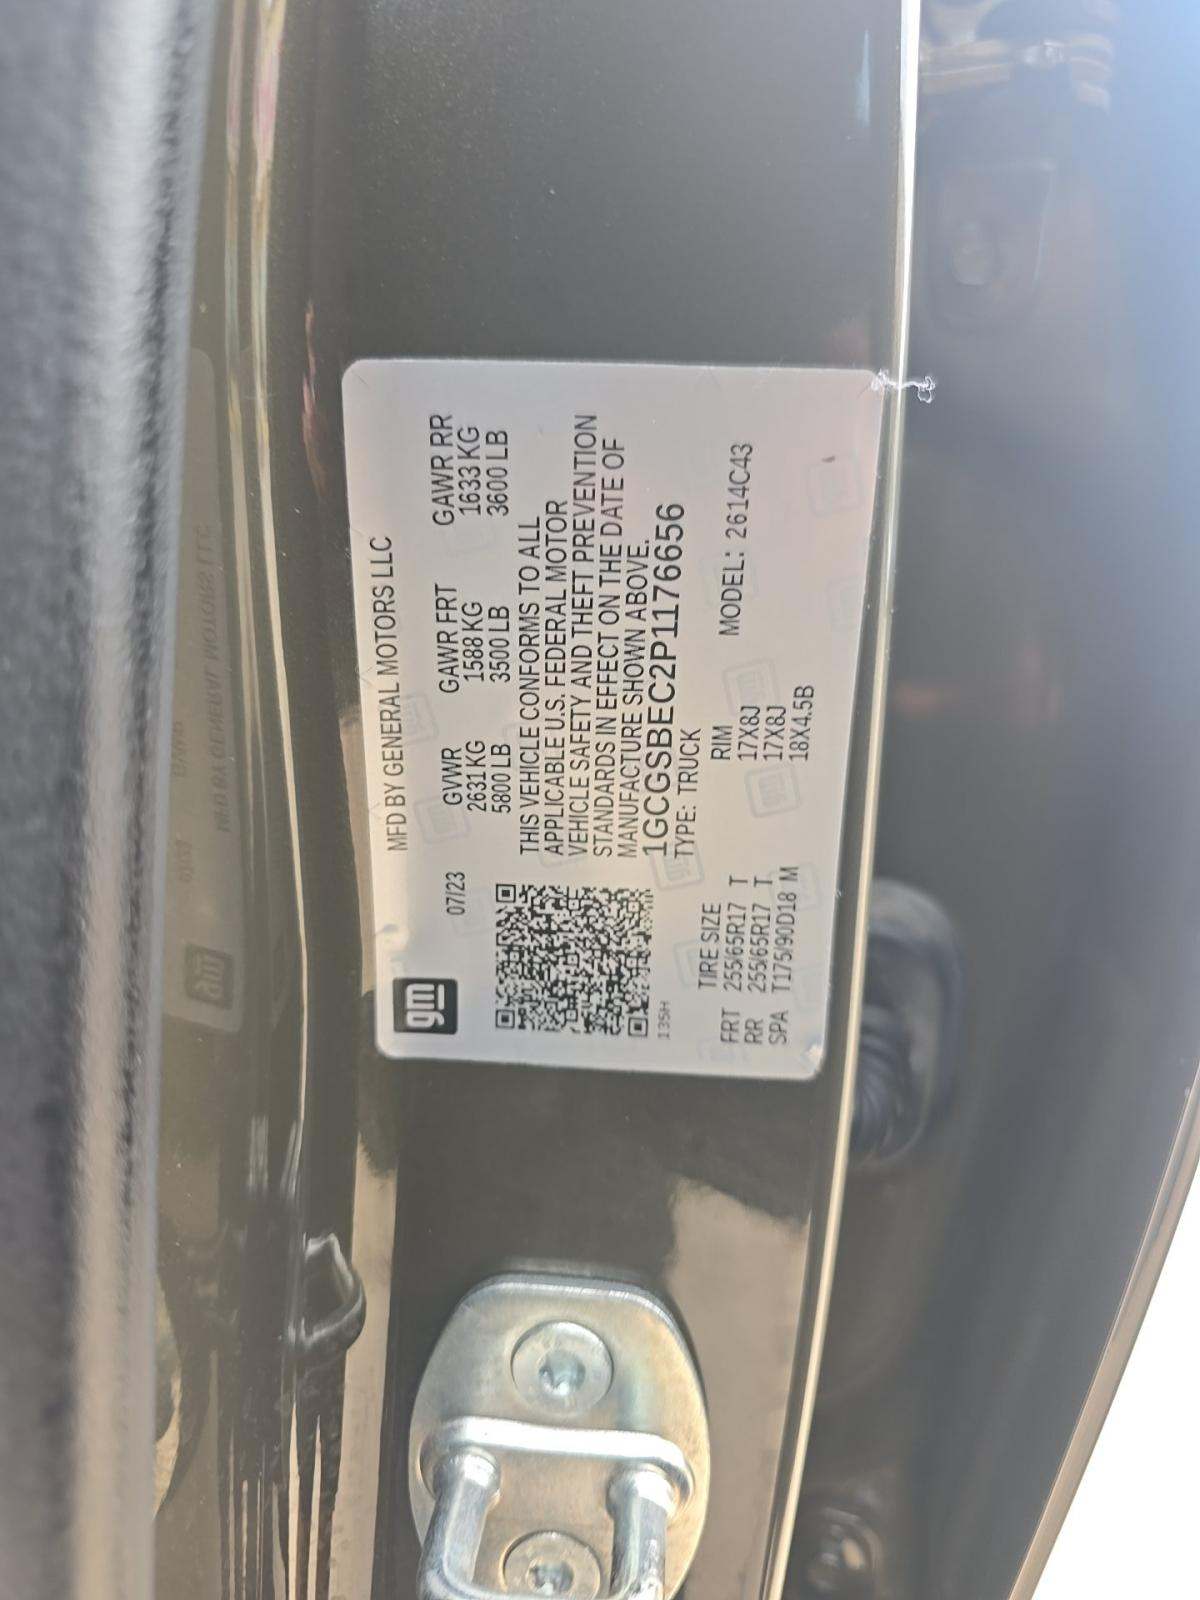 gm
MFD BY GENERAL MOTORS LLC
07/23
GVWR GAWR FRT GAWR RR
2631 KG 1588 KG 1633 KG
5800 LB 3500 LB 3600 LB
THIS VEHICLE CONFORMS TO ALL
APPLICABLE U.S. FEDERAL MOTOR
VEHICLE SAFETY AND THEFT PREVENTION
STANDARDS IN EFFECT ON THE DATE OF
MANUFACTURE SHOWN ABOVE.
1GCGSBEC2P1176656
135H
TYPE: TRUCK
TIRE SIZE RIM MODEL: 2614C43
FRT 255/65R17 T 17X8J
RR 255/65R17 T 17X8J
SPA T175/90D18 M 18X4.5B